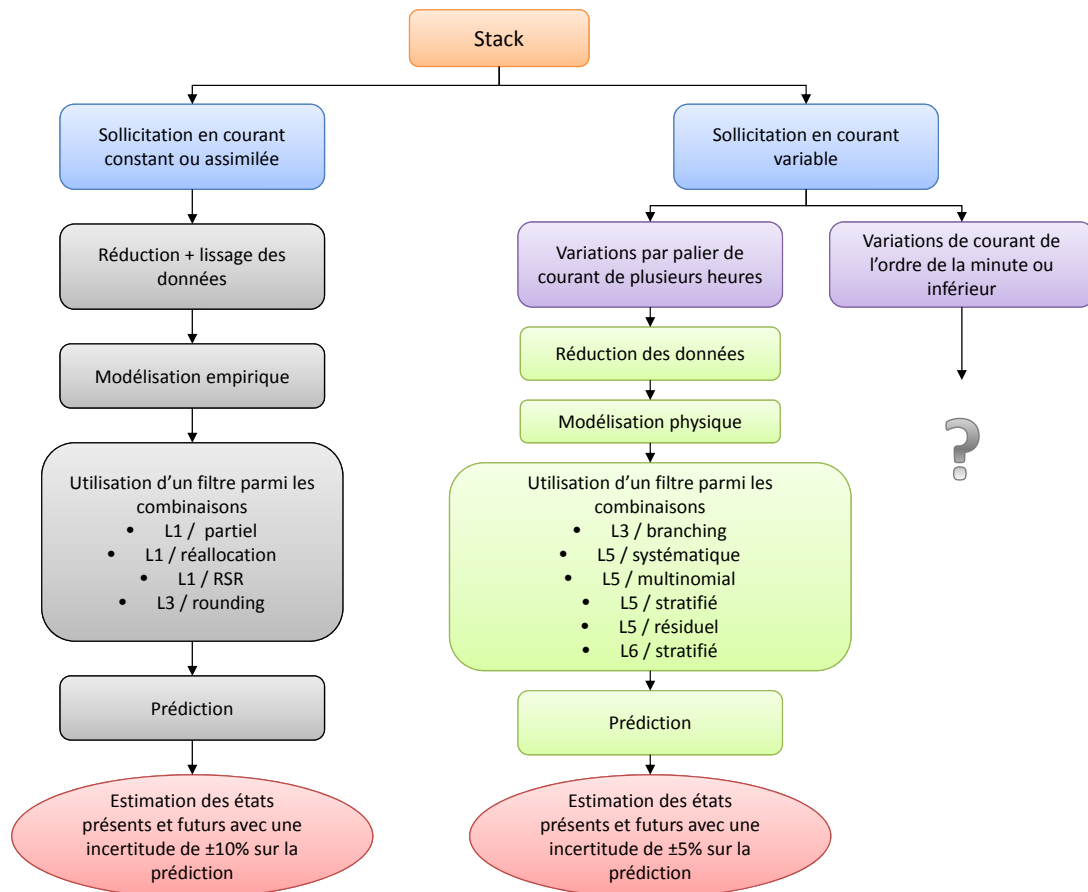 Stack
Sollicitation en courant
constant ou assimilée
Sollicitation en courant
variable
Réduction + lissage des
données
Variations par palier de
courant de plusieurs heures
Variations de courant de
l'ordre de la minute ou
inférieur
Modélisation empirique
Réduction des données
Modélisation physique
?
Utilisation d'un filtre parmi les
combinaisons
• L1 / partiel
• L1 / réallocation
• L1 / RSR
• L3 / rounding
Utilisation d'un filtre parmi les
combinaisons
• L3 / branching
• L5 / systématique
• L5 / multinomial
• L5 / stratifié
• L5 / résiduel
• L6 / stratifié
Prédiction
Prédiction
Estimation des états
présents et futurs avec une
incertitude de ±10% sur la
prédiction
Estimation des états
présents et futurs avec une
incertitude de ±5% sur la
prédiction